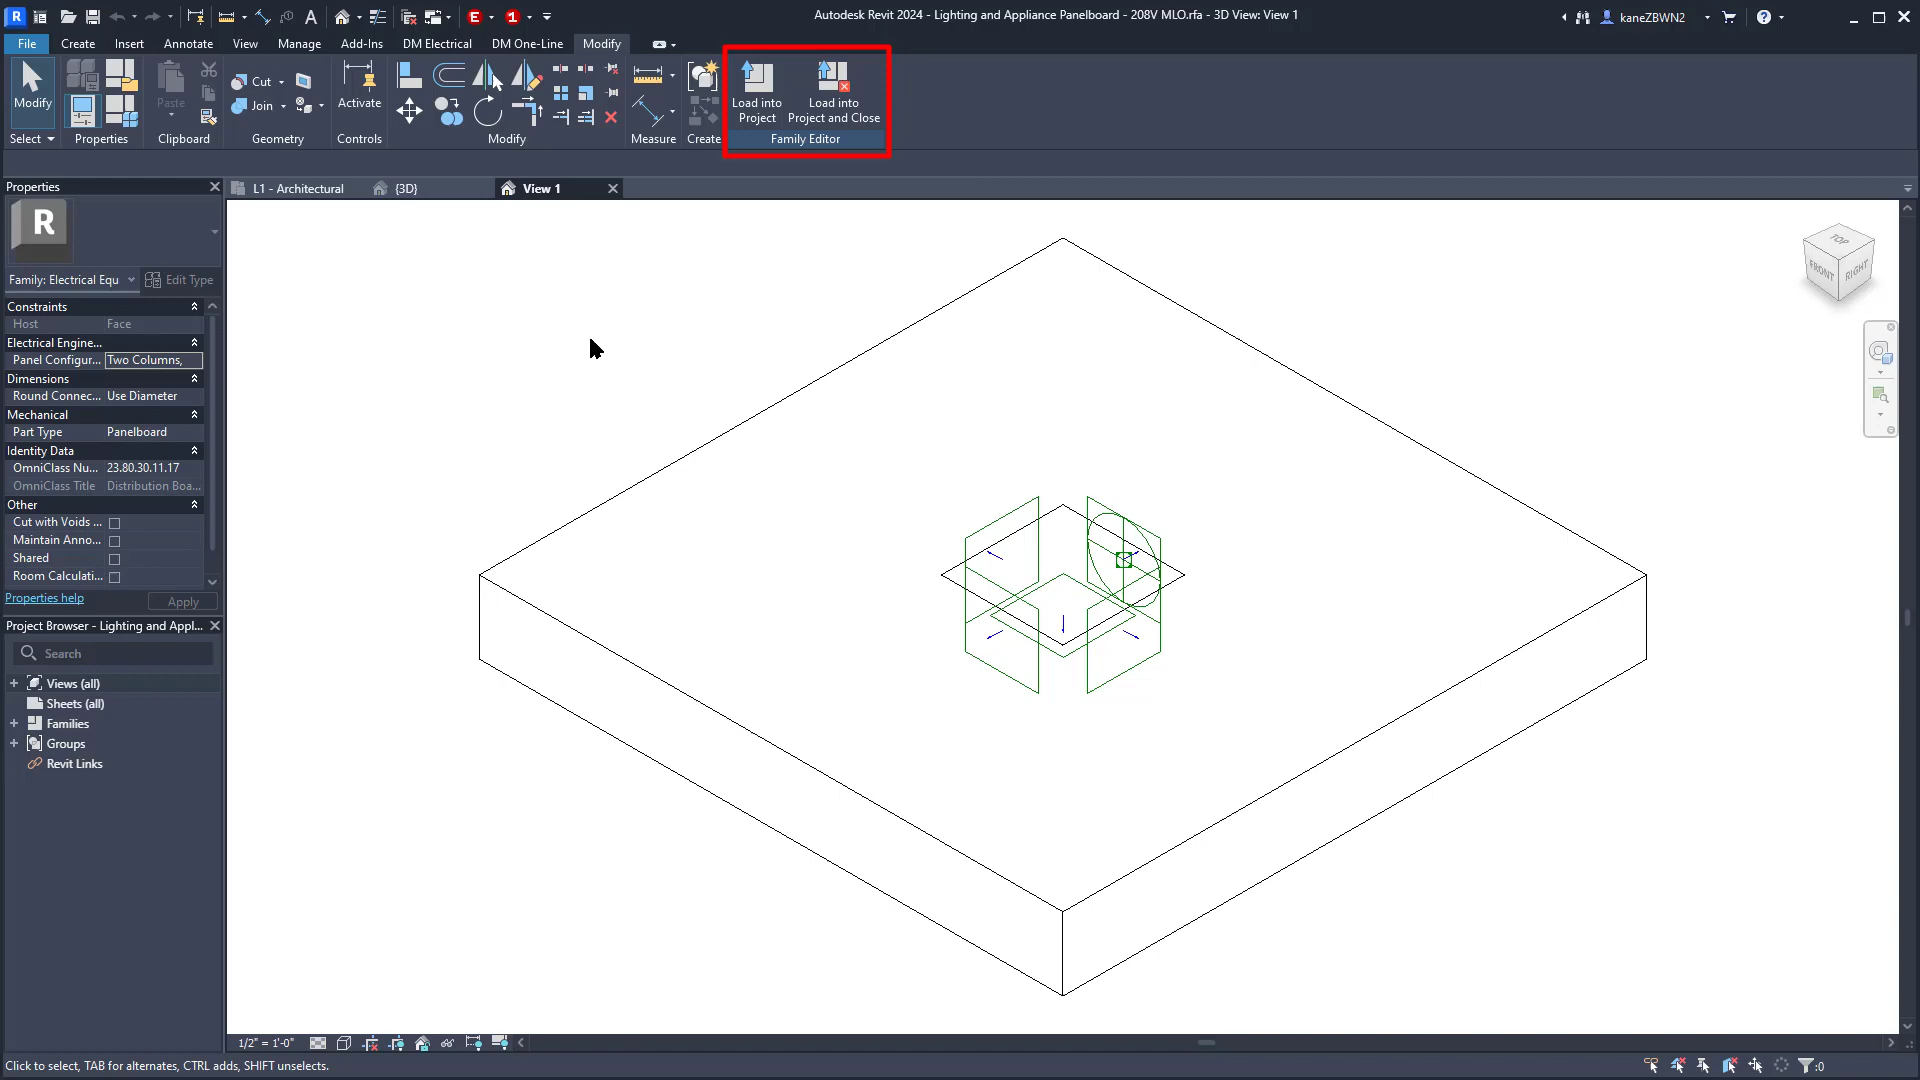 Autodesk Revit 2024 - Lighting and Appliance Panelboard - 208V MLO.rfa - 3D View: View 1
kaneZBWN2
File
Create
Insert
Annotate
View
Manage
Add-Ins
DM Electrical
DM One-Line
Modify
Modify
Select
Properties
Paste
Clipboard
Cut
Join
Geometry
Activate
Controls
Modify
Measure
Create
Load into
Project
Load into
Project and Close
Family Editor
Properties
L1 - Architectural
{3D}
View 1
R
Family: Electrical Equ
Edit Type
Constraints
Host Face
Electrical Engine...
Panel Configur... Two Columns,
Dimensions
Round Connec... Use Diameter
Mechanical
Part Type Panelboard
Identity Data
OmniClass Nu... 23.80.30.11.17
OmniClass Title Distribution Boa...
Other
Cut with Voids ...
Maintain Anno...
Shared
Room Calculati...
Properties help
Apply
Project Browser - Lighting and Appl...
Search
Views (all)
Sheets (all)
Families
Groups
Revit Links
TOP
FRONT
RIGHT
1/2" = 1'-0"
Click to select, TAB for alternates, CTRL adds, SHIFT unselects.
:0